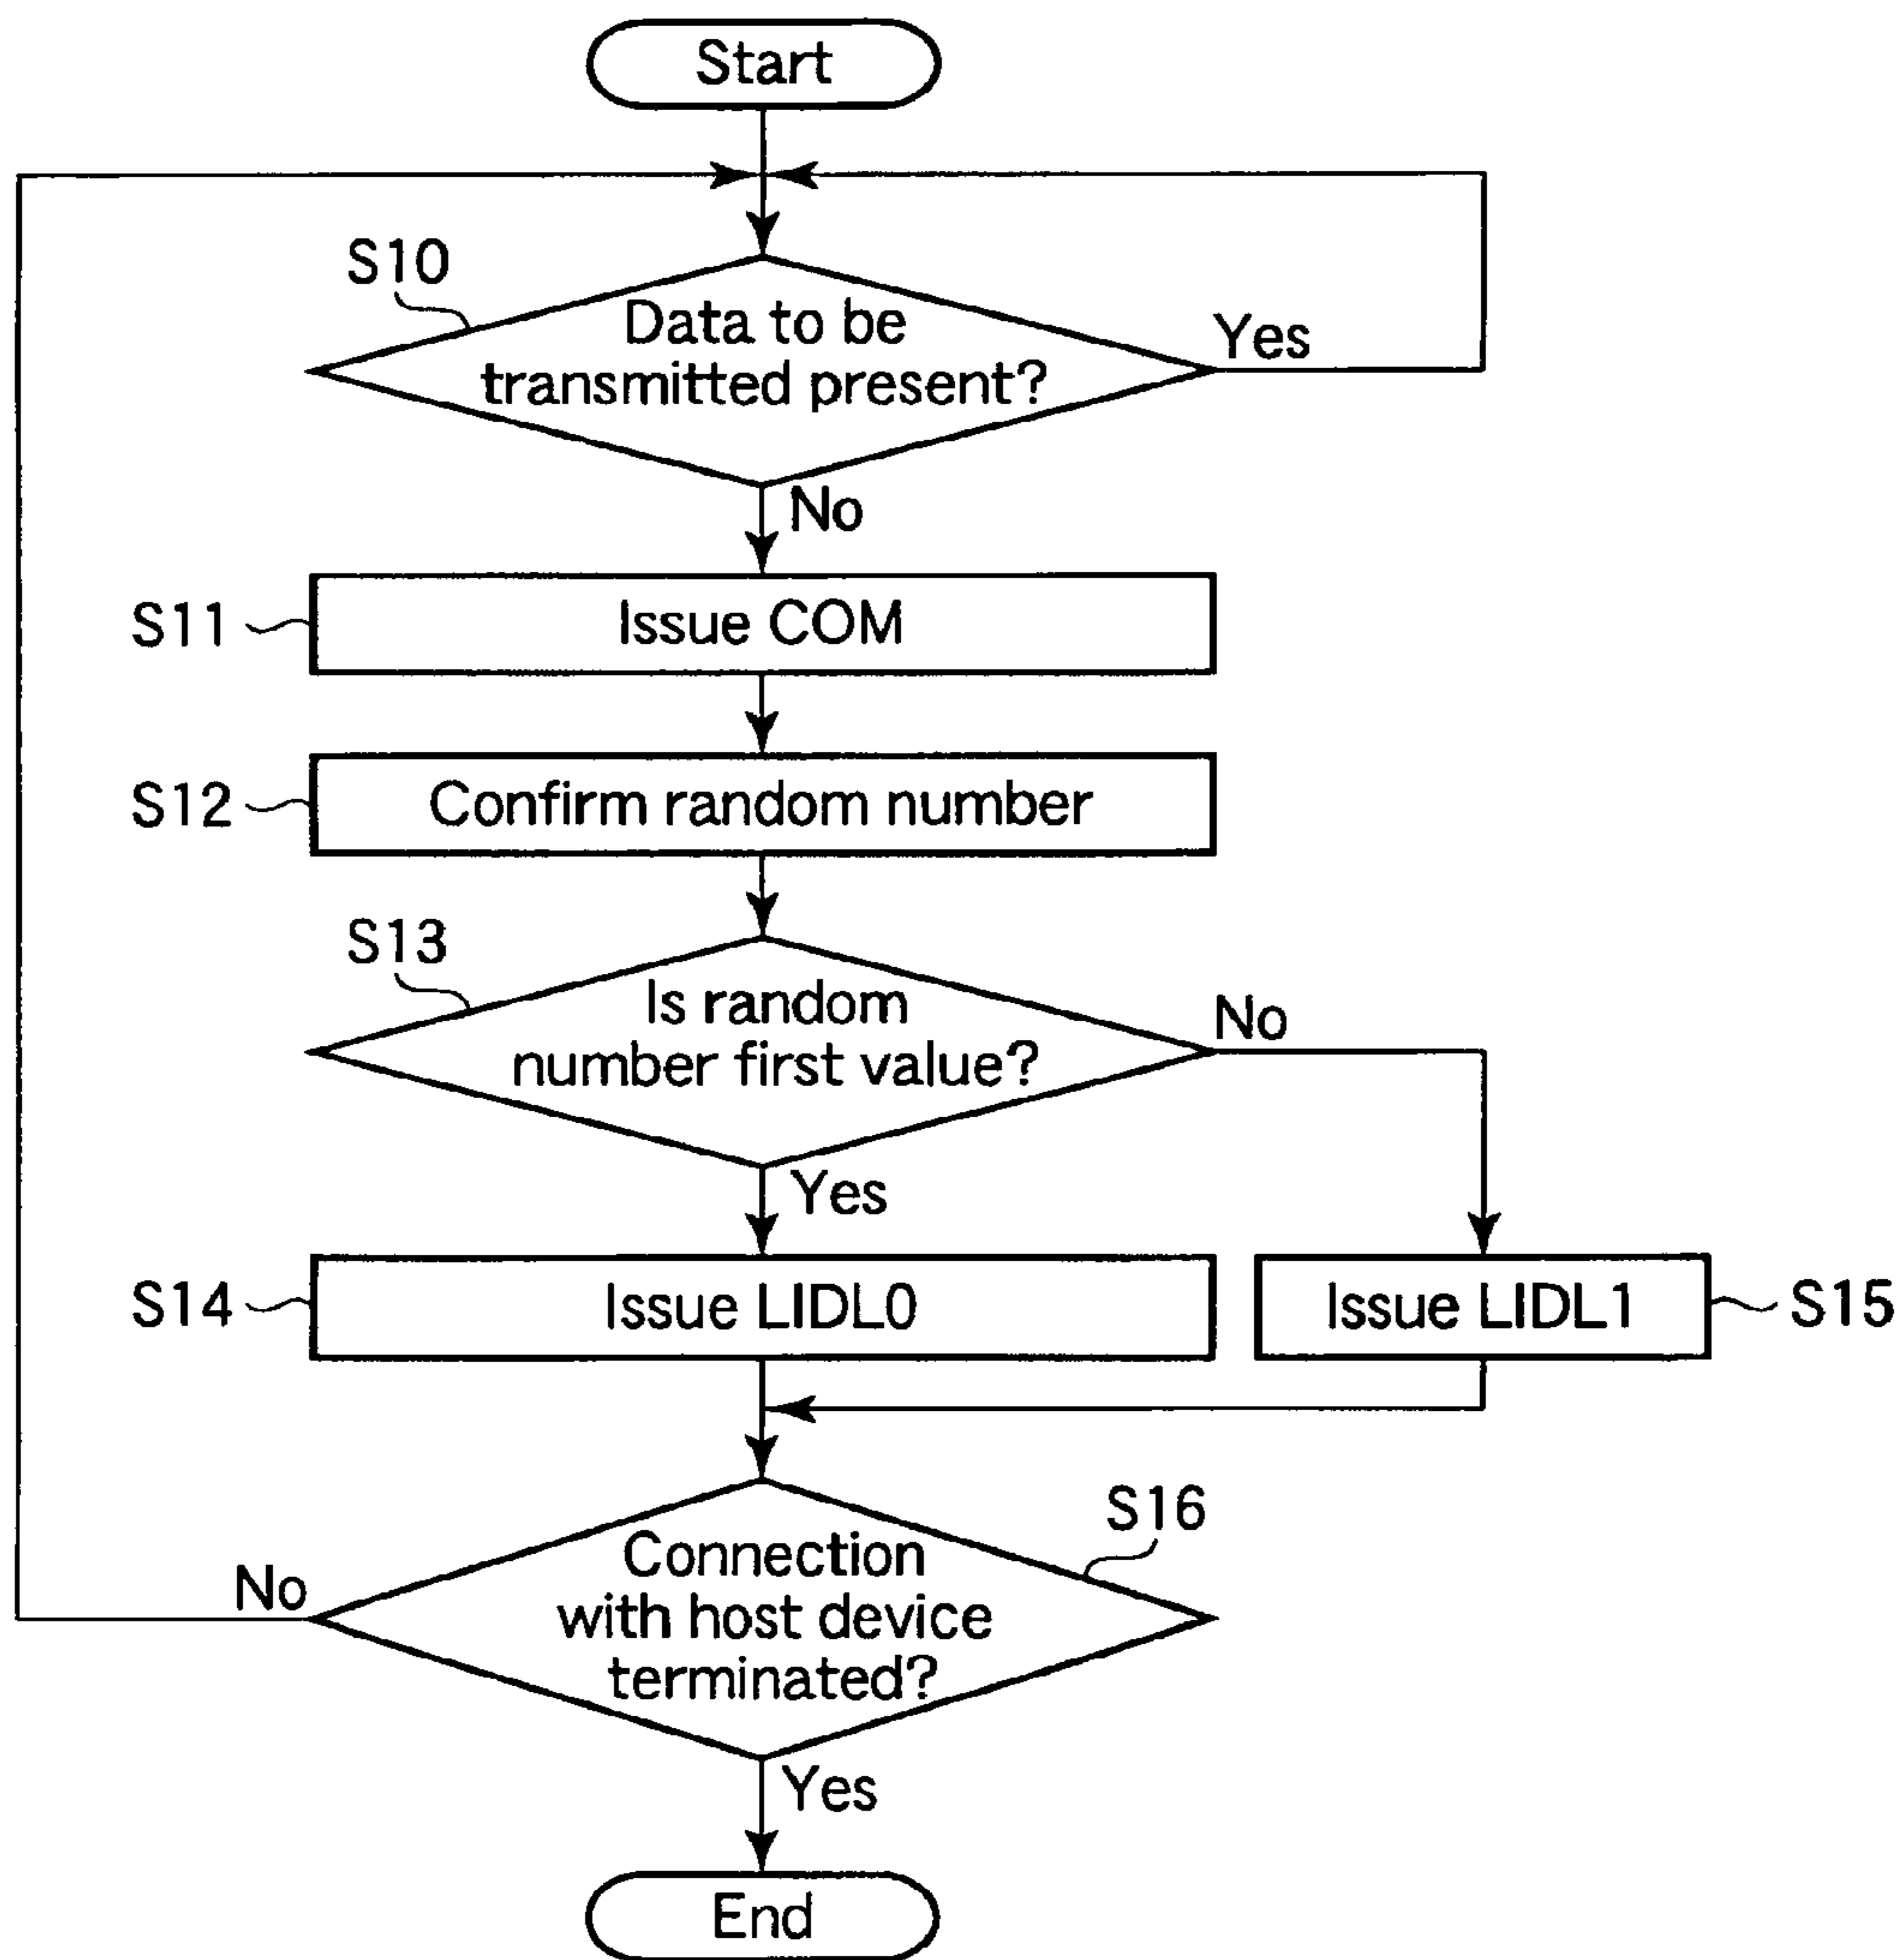 Start
S10
Data to be
transmitted present?
Yes
No
S11
Issue COM
S12
Confirm random number
S13
Is random
number first value?
No
Yes
S14
Issue LIDL0
Issue LIDL1
S15
S16
Connection
with host device
terminated?
No
Yes
End